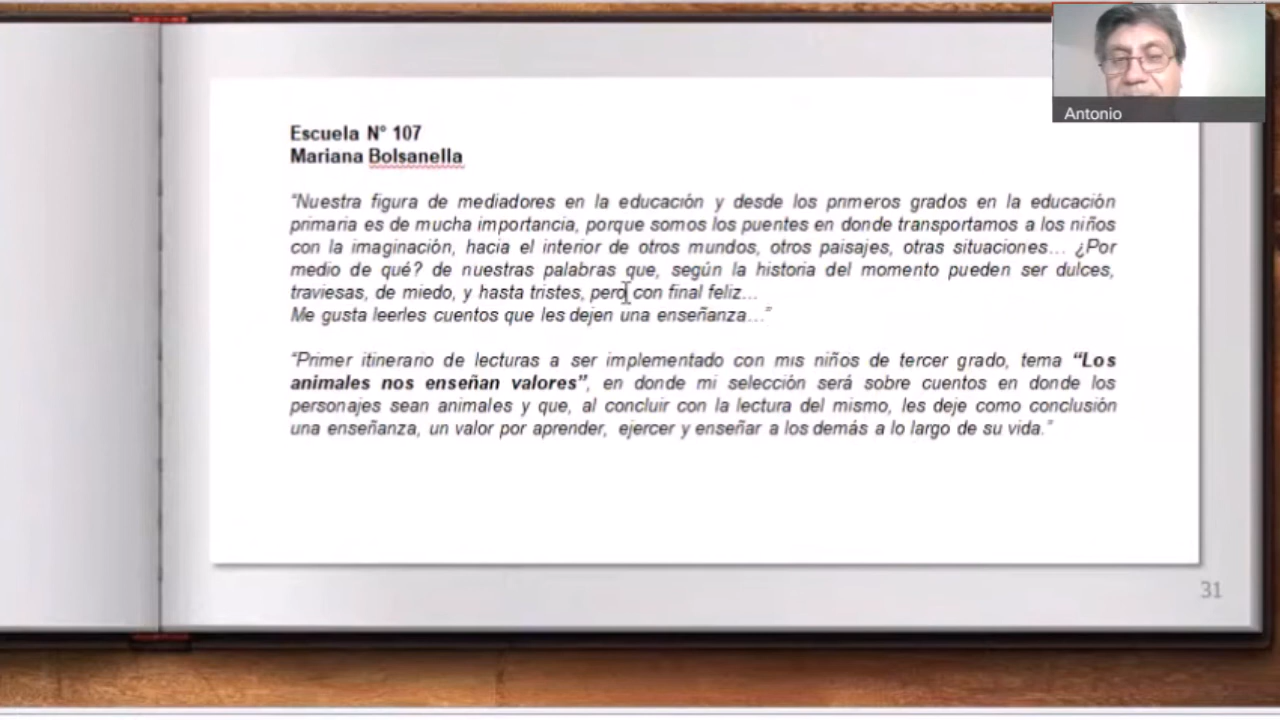 Antonio
Escuela N° 107
Mariana Bolsanella
“Nuestra figura de mediadores en la educación y desde los primeros grados en la educación
primaria es de mucha importancia, porque somos los puentes en donde transportamos a los niños
con la imaginación, hacia el interior de otros mundos, otros paisajes, otras situaciones... ¿Por
medio de qué? de nuestras palabras que, según la historia del momento pueden ser dulces,
traviesas, de miedo, y hasta tristes, pero con final feliz...
Me gusta leerles cuentos que les dejen una enseñanza...”
“Primer itinerario de lecturas a ser implementado con mis niños de tercer grado, tema “Los
animales nos enseñan valores”, en donde mi selección será sobre cuentos en donde los
personajes sean animales y que, al concluir con la lectura del mismo, les deje como conclusión
una enseñanza, un valor por aprender, ejercer y enseñar a los demás a lo largo de su vida.”
31